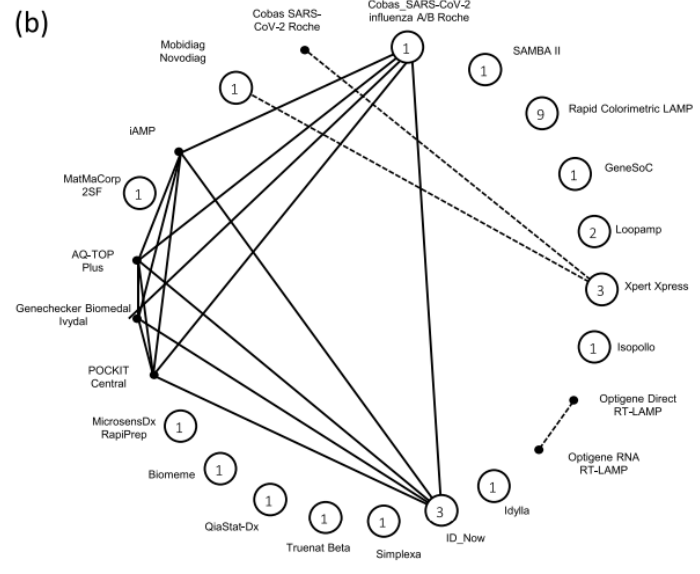 (b)
Cobas SARS-
CoV-2 Roche
Cobas_SARS-CoV-2
influenza A/B Roche
1
SAMBA II
1
Rapid Colorimetric LAMP
9
GeneSoC
1
Loopamp
2
Xpert Xpress
3
Isopollo
1
Optigene Direct
RT-LAMP
Optigene RNA
RT-LAMP
Idylla
1
ID_Now
3
Simplexa
1
Truenat Beta
1
QiaStat-Dx
1
Biomeme
1
MicrosensDx
RapiPrep
1
POCKIT
Central
Genechecker Biomedal
Ivydal
AQ-TOP
Plus
MatMaCorp
2SF
1
iAMP
Mobidiag
Novodiag
1